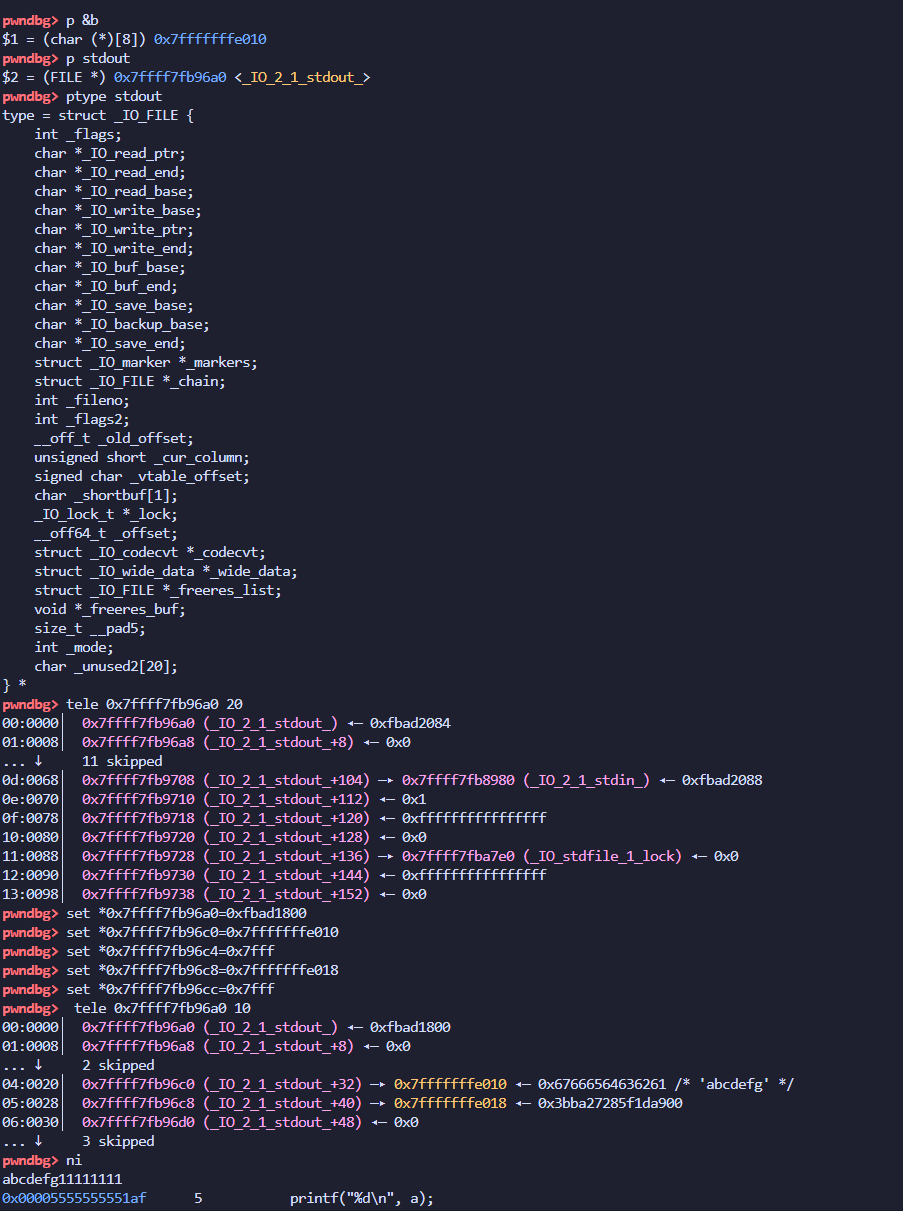 pwndbg> p &b
$1 = (char (*)[8]) 0x7fffffffe010
pwndbg> p stdout
$2 = (FILE *) 0x7ffff7fb96a0 <_IO_2_1_stdout_>
pwndbg> ptype stdout
type = struct _IO_FILE {
    int _flags;
    char *_IO_read_ptr;
    char *_IO_read_end;
    char *_IO_read_base;
    char *_IO_write_base;
    char *_IO_write_ptr;
    char *_IO_write_end;
    char *_IO_buf_base;
    char *_IO_buf_end;
    char *_IO_save_base;
    char *_IO_backup_base;
    char *_IO_save_end;
    struct _IO_marker *_markers;
    struct _IO_FILE *_chain;
    int _fileno;
    int _flags2;
    __off_t _old_offset;
    unsigned short _cur_column;
    signed char _vtable_offset;
    char _shortbuf[1];
    _IO_lock_t *_lock;
    __off64_t _offset;
    struct _IO_codecvt *_codecvt;
    struct _IO_wide_data *_wide_data;
    struct _IO_FILE *_freeres_list;
    void *_freeres_buf;
    size_t __pad5;
    int _mode;
    char _unused2[20];
} *
pwndbg> tele 0x7ffff7fb96a0 20
00:0000│  0x7ffff7fb96a0 (_IO_2_1_stdout_) ◂— 0xfbad2084
01:0008│  0x7ffff7fb96a8 (_IO_2_1_stdout_+8) ◂— 0x0
... ↓     11 skipped
0d:0068│  0x7ffff7fb9708 (_IO_2_1_stdout_+104) —▸ 0x7ffff7fb8980 (_IO_2_1_stdin_) ◂— 0xfbad2088
0e:0070│  0x7ffff7fb9710 (_IO_2_1_stdout_+112) ◂— 0x1
0f:0078│  0x7ffff7fb9718 (_IO_2_1_stdout_+120) ◂— 0xffffffffffffffff
10:0080│  0x7ffff7fb9720 (_IO_2_1_stdout_+128) ◂— 0x0
11:0088│  0x7ffff7fb9728 (_IO_2_1_stdout_+136) —▸ 0x7ffff7fba7e0 (_IO_stdfile_1_lock) ◂— 0x0
12:0090│  0x7ffff7fb9730 (_IO_2_1_stdout_+144) ◂— 0xffffffffffffffff
13:0098│  0x7ffff7fb9738 (_IO_2_1_stdout_+152) ◂— 0x0
pwndbg> set *0x7ffff7fb96a0=0xfbad1800
pwndbg> set *0x7ffff7fb96c0=0x7fffffffe010
pwndbg> set *0x7ffff7fb96c4=0x7fff
pwndbg> set *0x7ffff7fb96c8=0x7fffffffe018
pwndbg> set *0x7ffff7fb96cc=0x7fff
pwndbg>  tele 0x7ffff7fb96a0 10
00:0000│  0x7ffff7fb96a0 (_IO_2_1_stdout_) ◂— 0xfbad1800
01:0008│  0x7ffff7fb96a8 (_IO_2_1_stdout_+8) ◂— 0x0
... ↓     2 skipped
04:0020│  0x7ffff7fb96c0 (_IO_2_1_stdout_+32) —▸ 0x7fffffffe010 ◂— 0x67666564636261 /* 'abcdefg' */
05:0028│  0x7ffff7fb96c8 (_IO_2_1_stdout_+40) —▸ 0x7fffffffe018 ◂— 0x3bba27285f1da900
06:0030│  0x7ffff7fb96d0 (_IO_2_1_stdout_+48) ◂— 0x0
... ↓     3 skipped
pwndbg> ni
abcdefg11111111
0x00005555555551af      5           printf("%d\n", a);